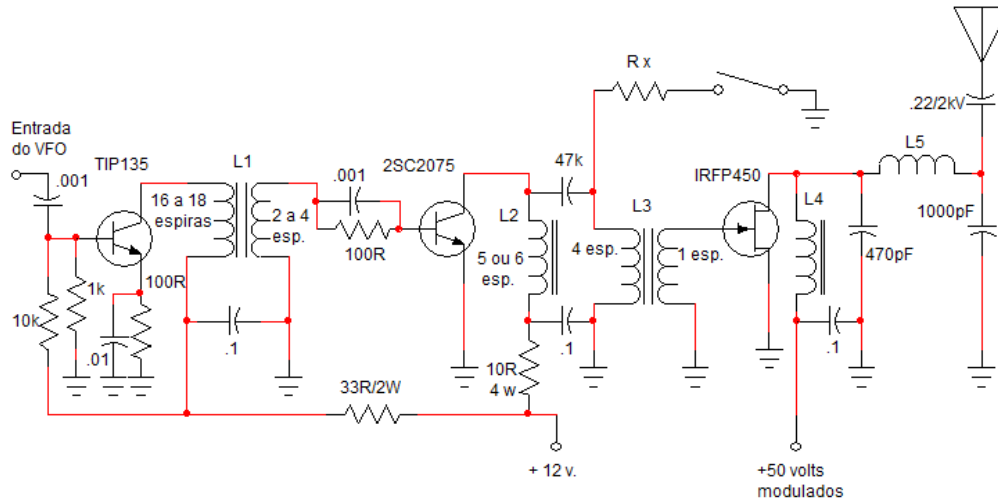 R x
.22/2kV
Entrada
do VFO
.001
TIP135
L1
16 a 18
espiras
2 a 4
esp.
.001
100R
2SC2075
47k
L2
5 ou 6
esp.
L3
4 esp.
1 esp.
IRFP450
L4
L5
470pF
1000pF
10k
1k
100R
.01
.1
.1
.1
10R
4 w
33R/2W
+ 12 v.
+50 volts
modulados